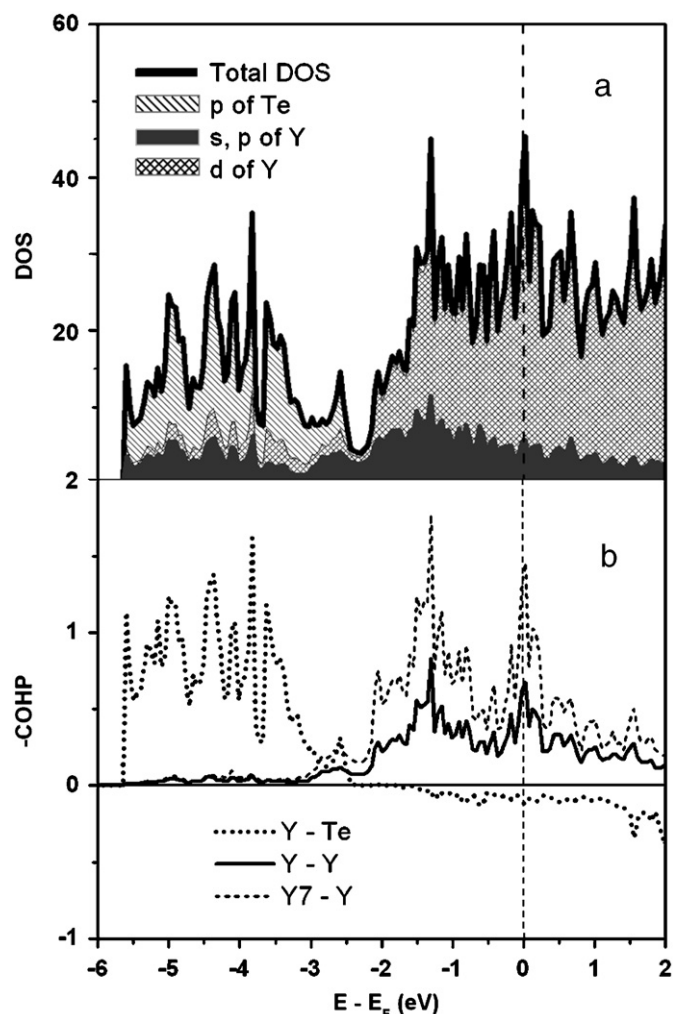 60
40
20
2
DOS
Total DOS
p of Te
s, p of Y
d of Y
a
1
0
-1
-COHP
b
Y - Te
Y - Y
Y7 - Y
-6 -5 -4 -3 -2 -1 0 1 2
E - E_F (eV)